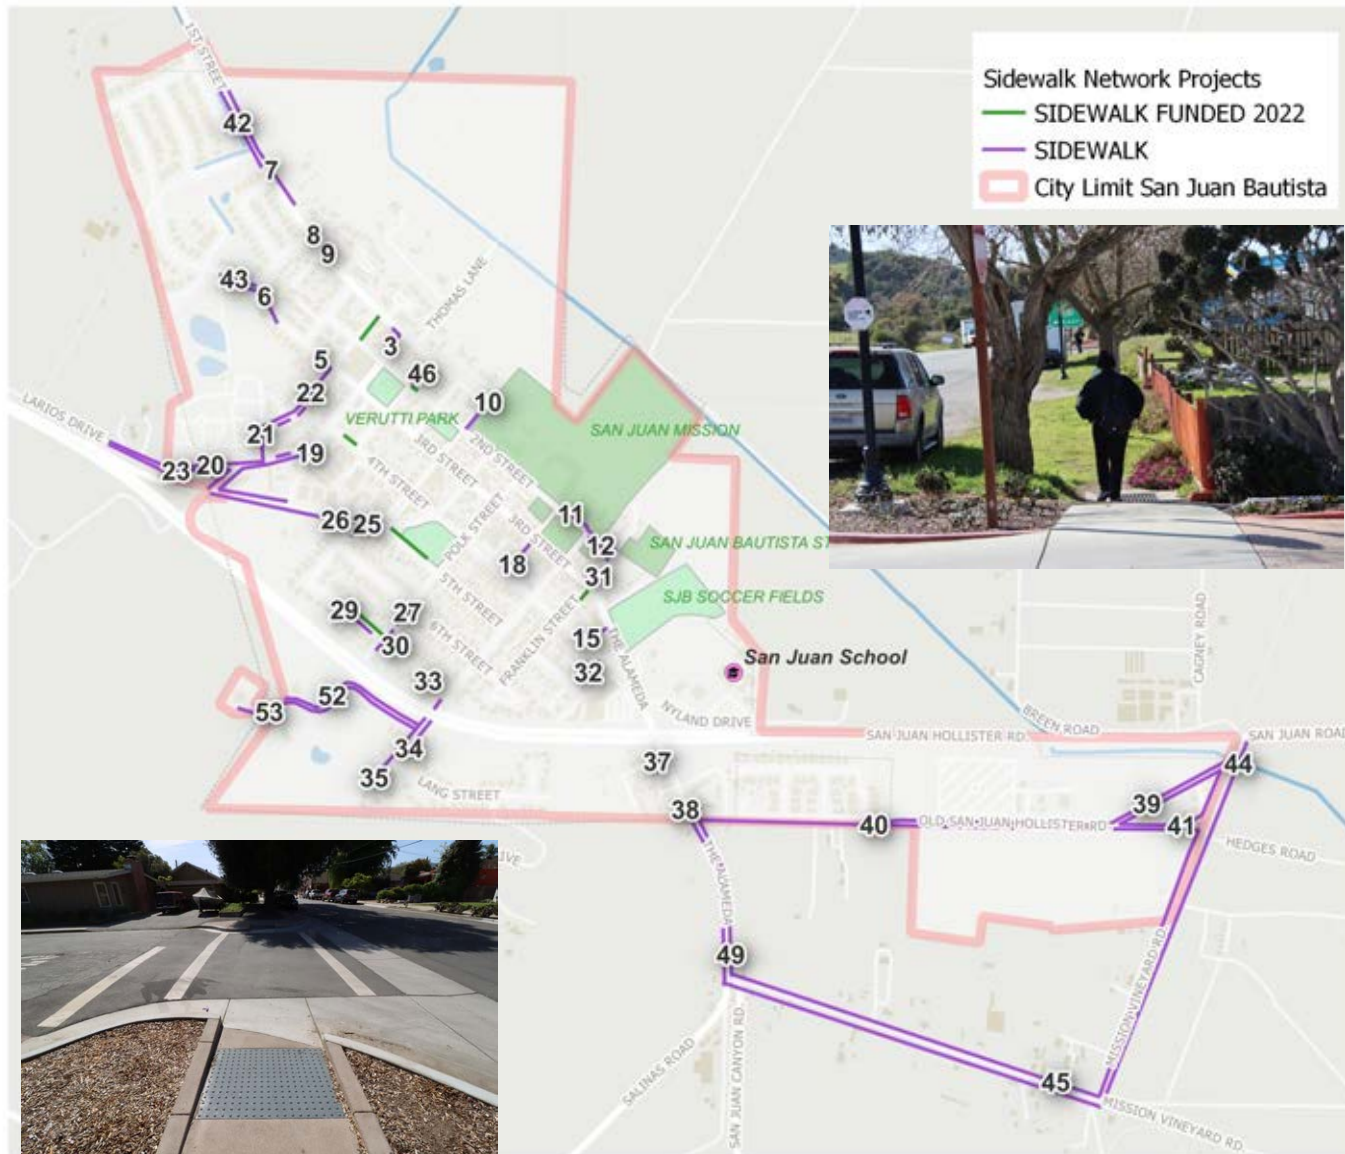 1ST STREET
Sidewalk Network Projects
SIDEWALK FUNDED 2022
SIDEWALK
City Limit San Juan Bautista
42
7
8
9
THOMAS LANE
43
6
3
5
46
22
10
LARIOS DRIVE
VERUTTI PARK
SAN JUAN MISSION
21
19
23
20
3RD STREET
2ND STREET
4TH STREET
26
25
POLK STREET
3RD STREET
11
12
SAN JUAN BAUTISTA ST
18
31
5TH STREET
SJB SOCCER FIELDS
29
27
30
6TH STREET
FRANKLIN STREET
15
THE ALAMEDA
32
San Juan School
CAGNEY ROAD
33
52
53
NYLAND DRIVE
BREEN ROAD
SAN JUAN HOLLISTER RD
SAN JUAN ROAD
34
37
44
35
LANG STREET
38
40
OLD SAN JUAN HOLLISTER RD
39
41
HEDGES ROAD
THE ALAMEDA
49
MISSION VINEYARD RD
SALINAS ROAD
SAN JUAN CANYON RD
45
MISSION VINEYARD RD